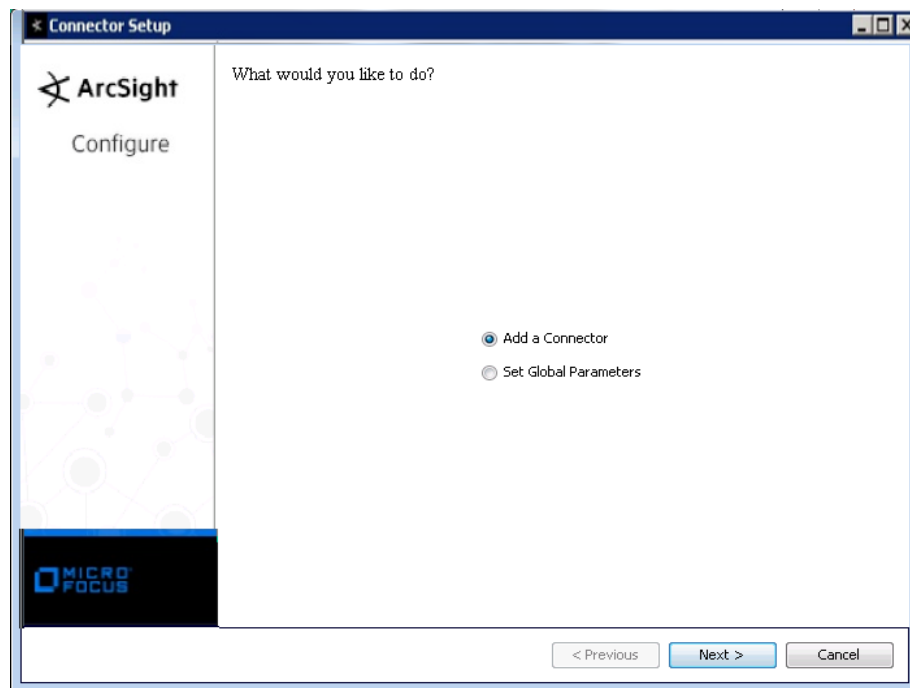 Connector Setup
ArcSight
Configure
What would you like to do?
Add a Connector
Set Global Parameters
MICRO
FOCUS
< Previous
Next >
Cancel